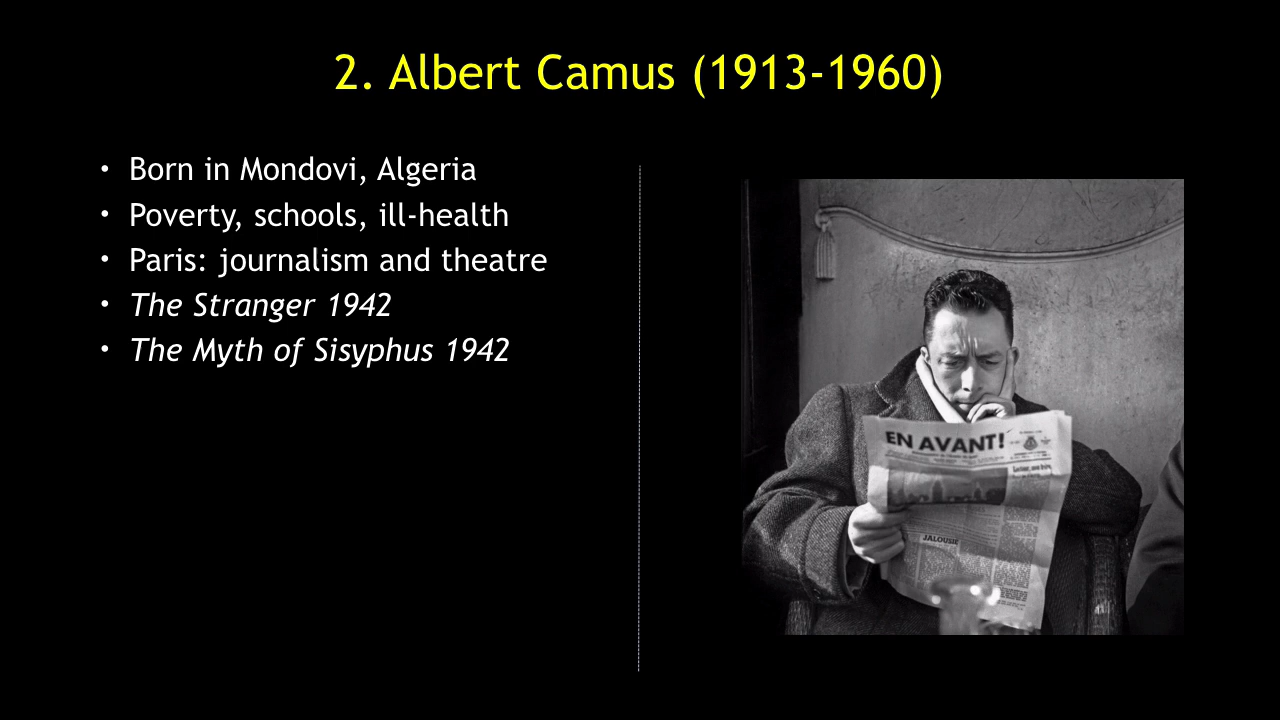 2. Albert Camus (1913-1960)
• Born in Mondovi, Algeria
• Poverty, schools, ill-health
• Paris: journalism and theatre
• The Stranger 1942
• The Myth of Sisyphus 1942
EN AVANT!
JALOUSIE